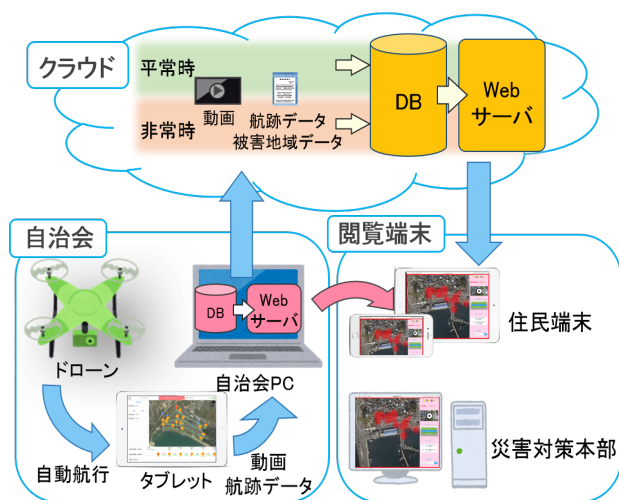 クラウド
平常時
非常時
動画
航跡データ
被害地域データ
DB
Web
サーバ
自治会
ドローン
自動航行
タブレット
DB
Web
サーバ
自治会PC
動画
航跡データ
閲覧端末
住民端末
災害対策本部